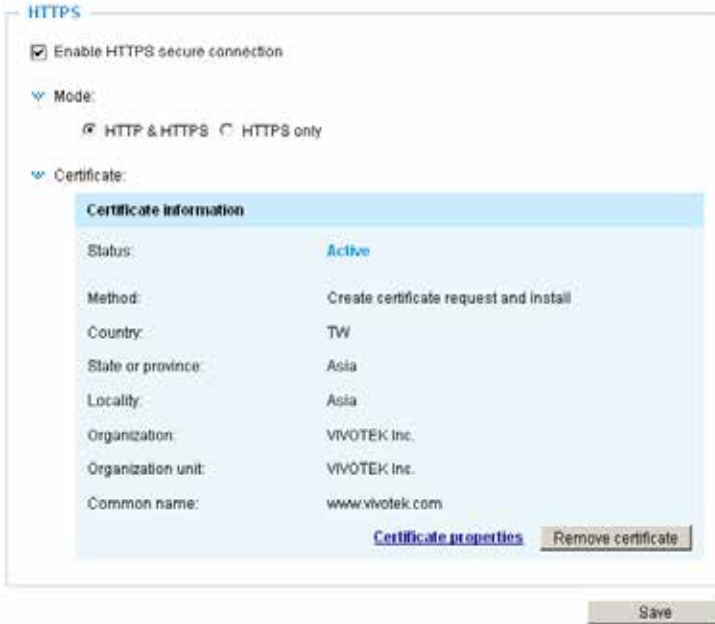 HTTPS
Enable HTTPS secure connection
Mode:
HTTP & HTTPS HTTPS only
Certificate:
Certificate information
Status: Active
Method: Create certificate request and install
Country: TW
State or province: Asia
Locality: Asia
Organization: VIVOTEK Inc.
Organization unit: VIVOTEK Inc.
Common name: www.vivotek.com
Certificate properties Remove certificate
Save